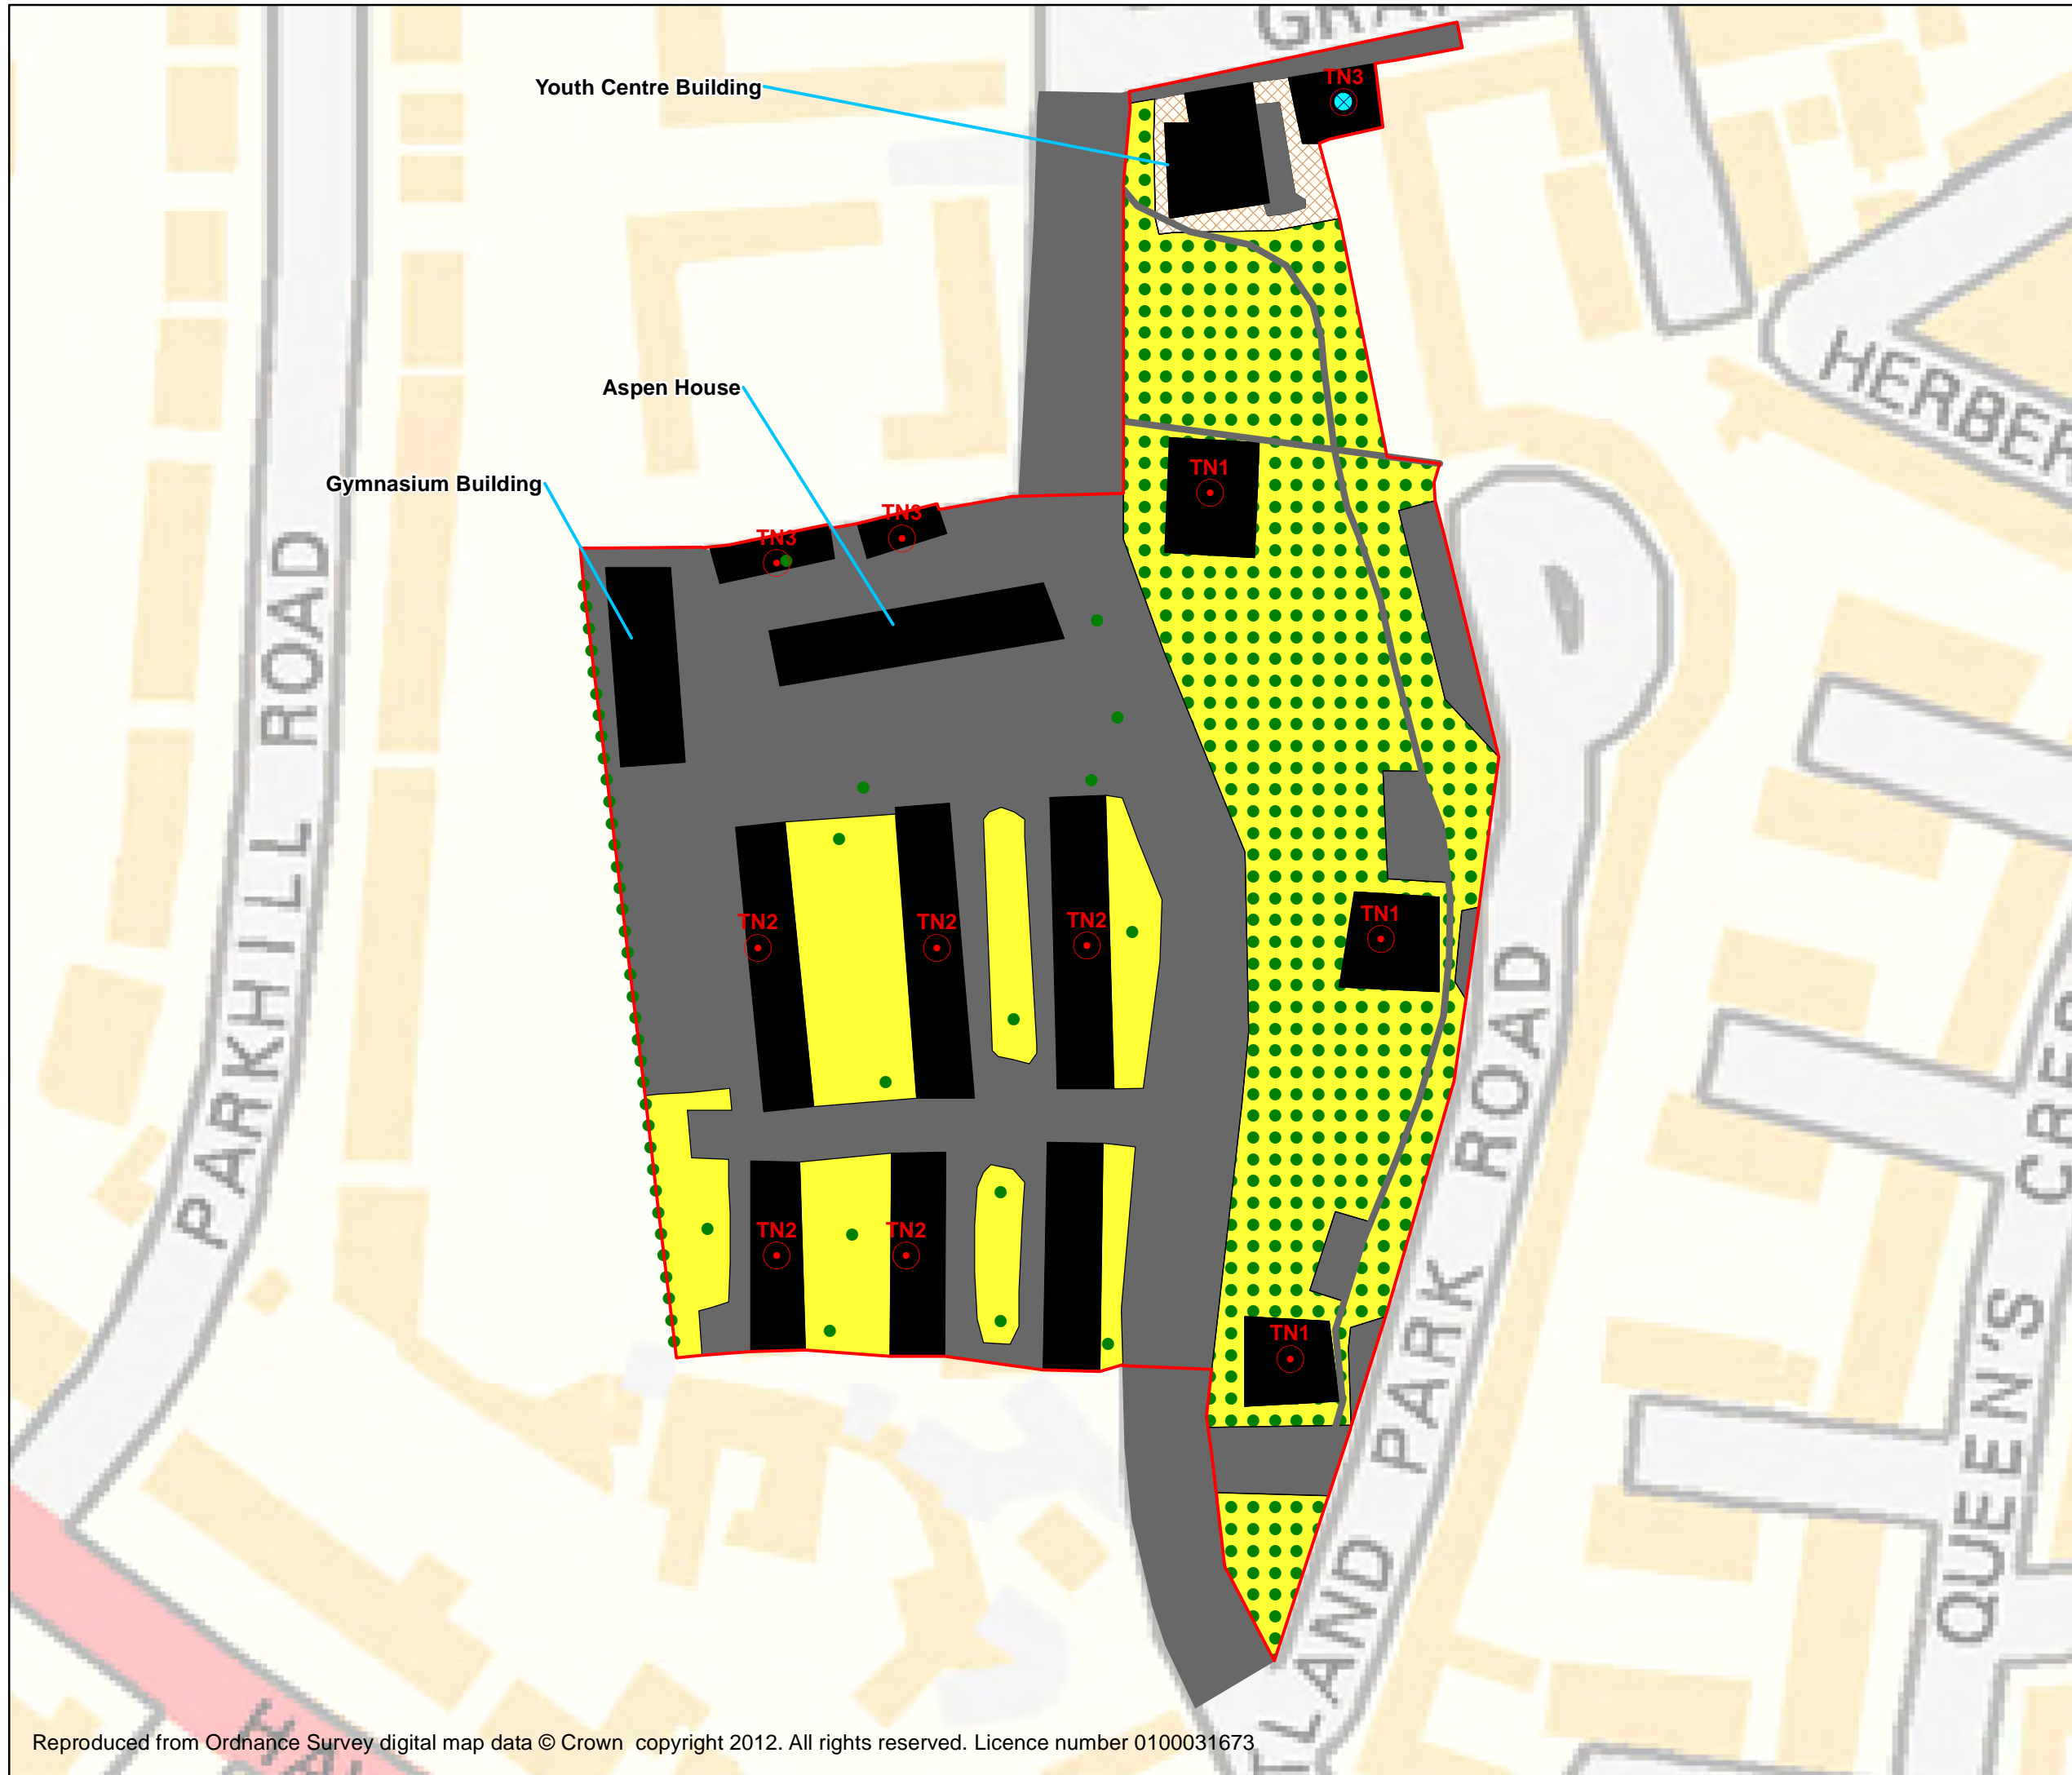 TN3
Youth Centre Building
Aspen House
HERBER
Gymnasium Building
TN1
TN3
TN3
PARKHILL ROAD
TN2
TN2
TN2
TN1
TN2
TN2
TN1
TLAND PARK ROAD
QUEEN'S
Reproduced from Ordnance Survey digital map data © Crown copyright 2012. All rights reserved. Licence number 0100031673